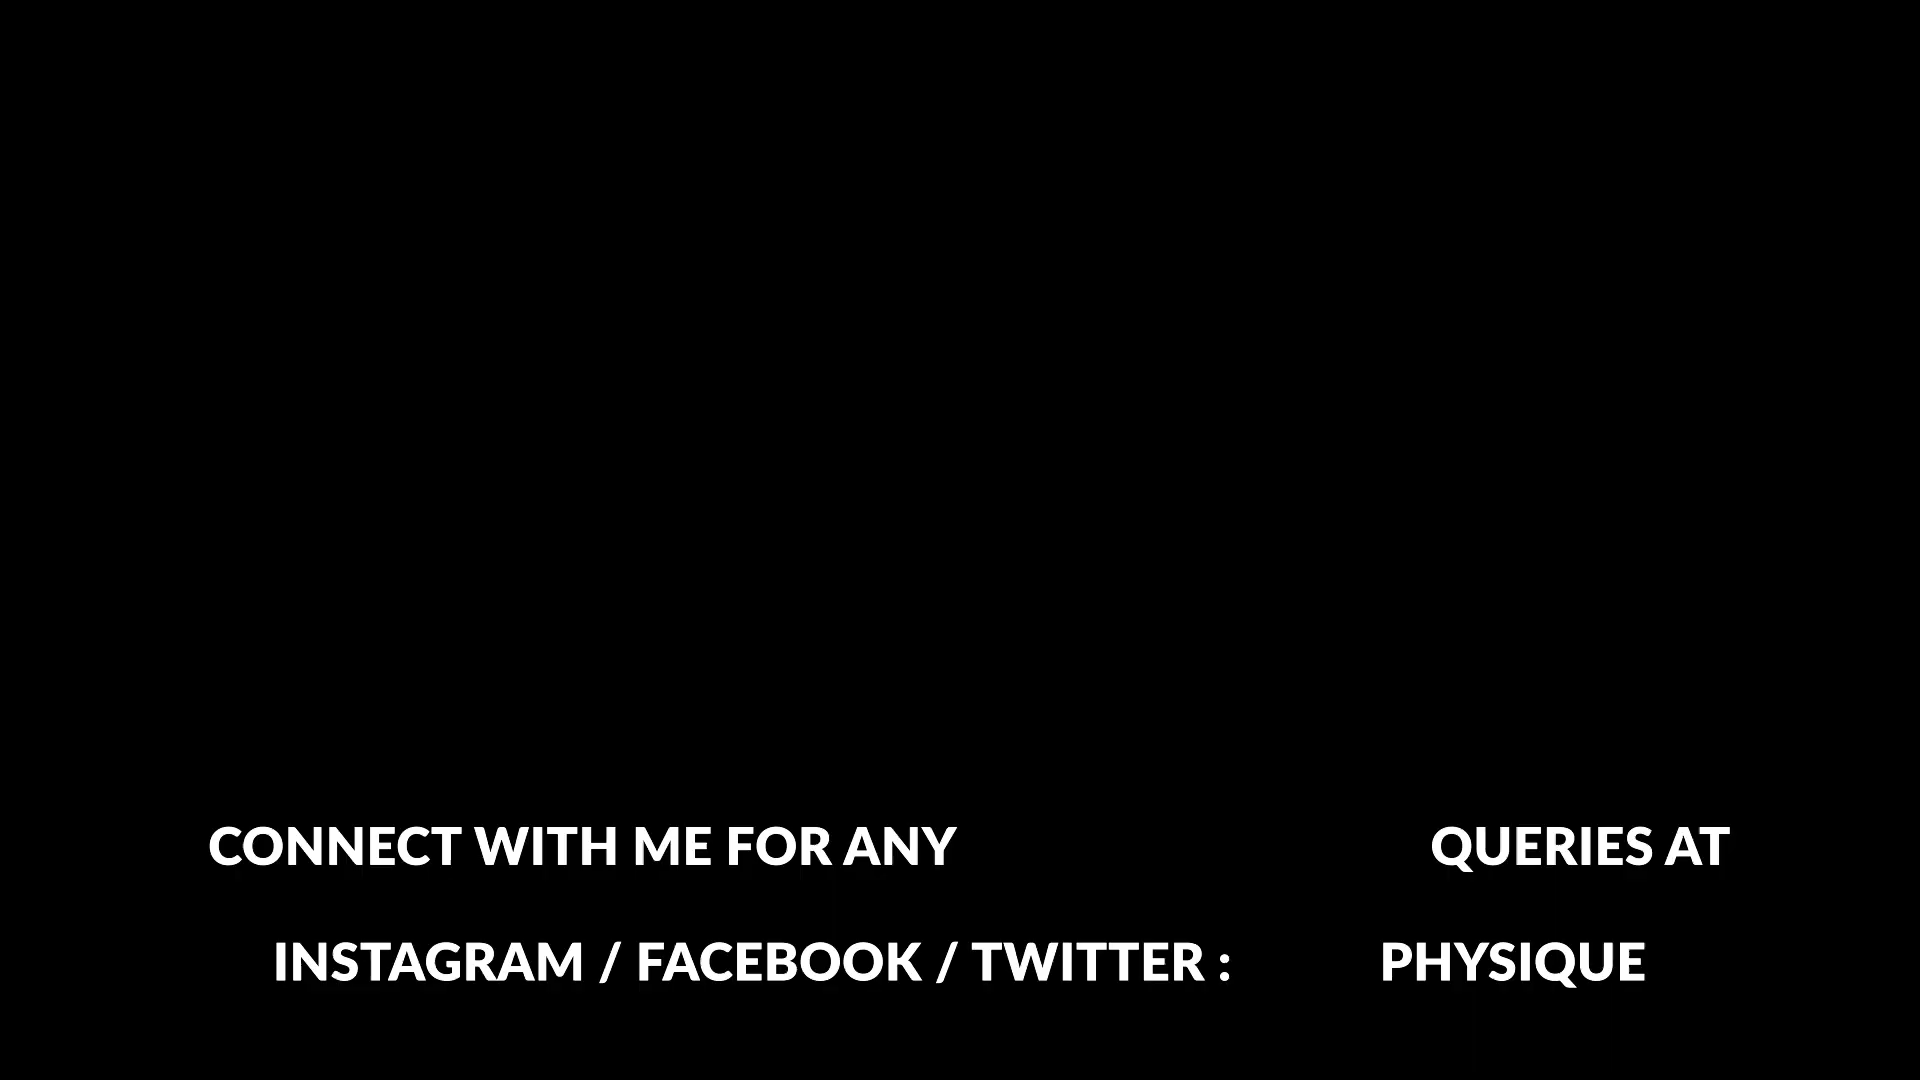 CONNECT WITH ME FOR ANY QUERIES AT
INSTAGRAM / FACEBOOK / TWITTER : PHYSIQUE